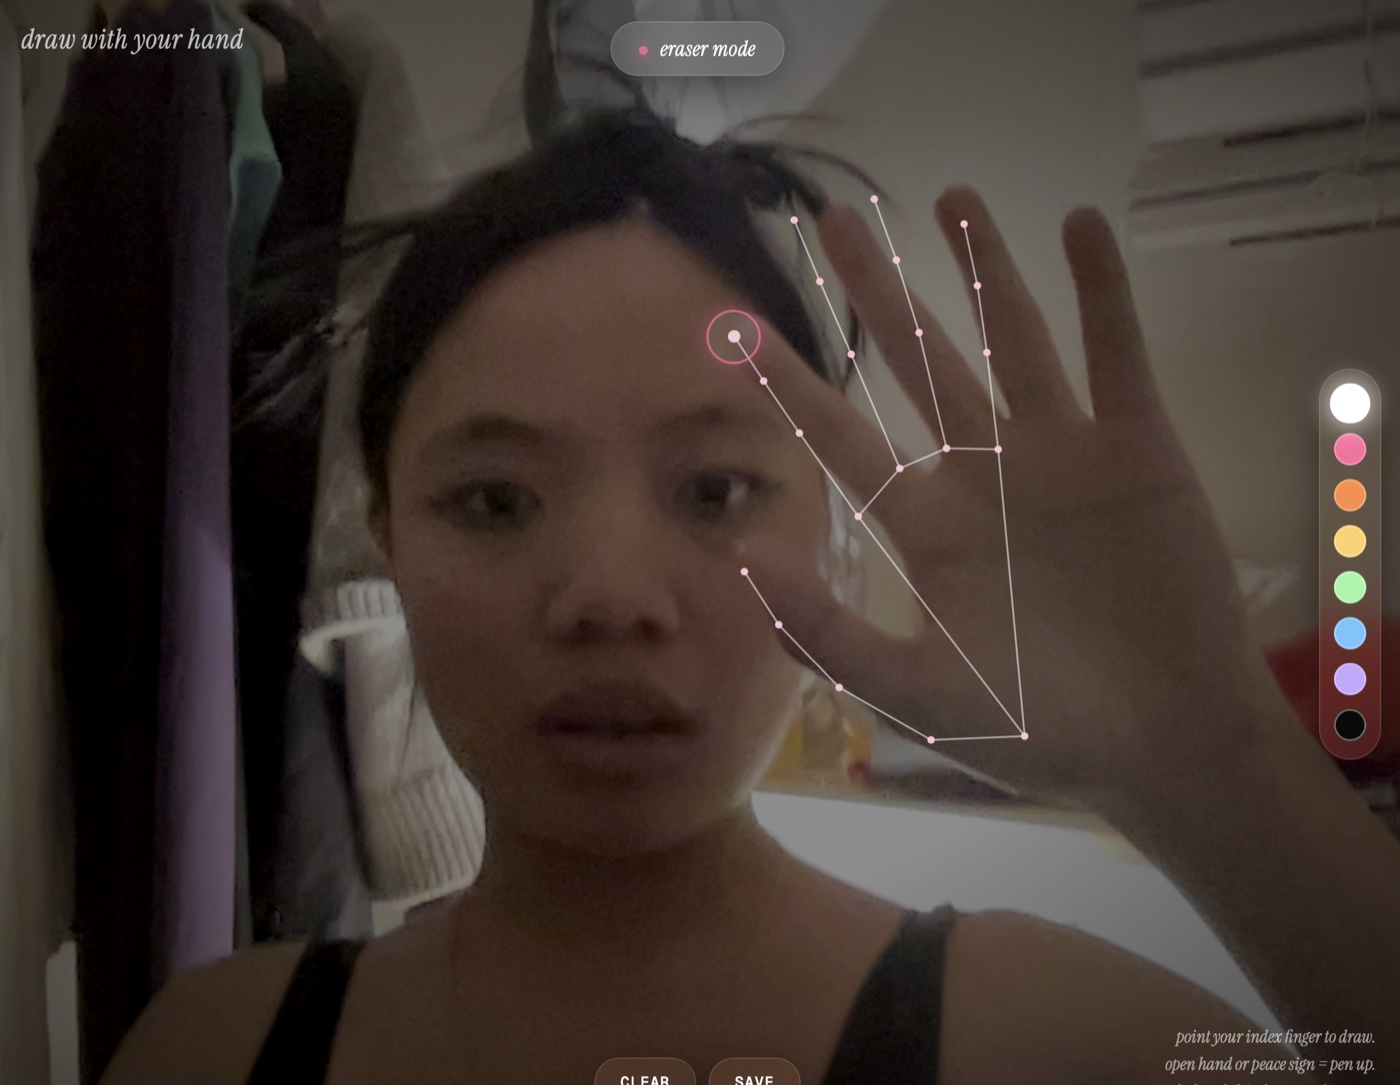 draw with your hand
eraser mode
CLEAR
SAVE
point your index finger to draw.
open hand or peace sign = pen up.